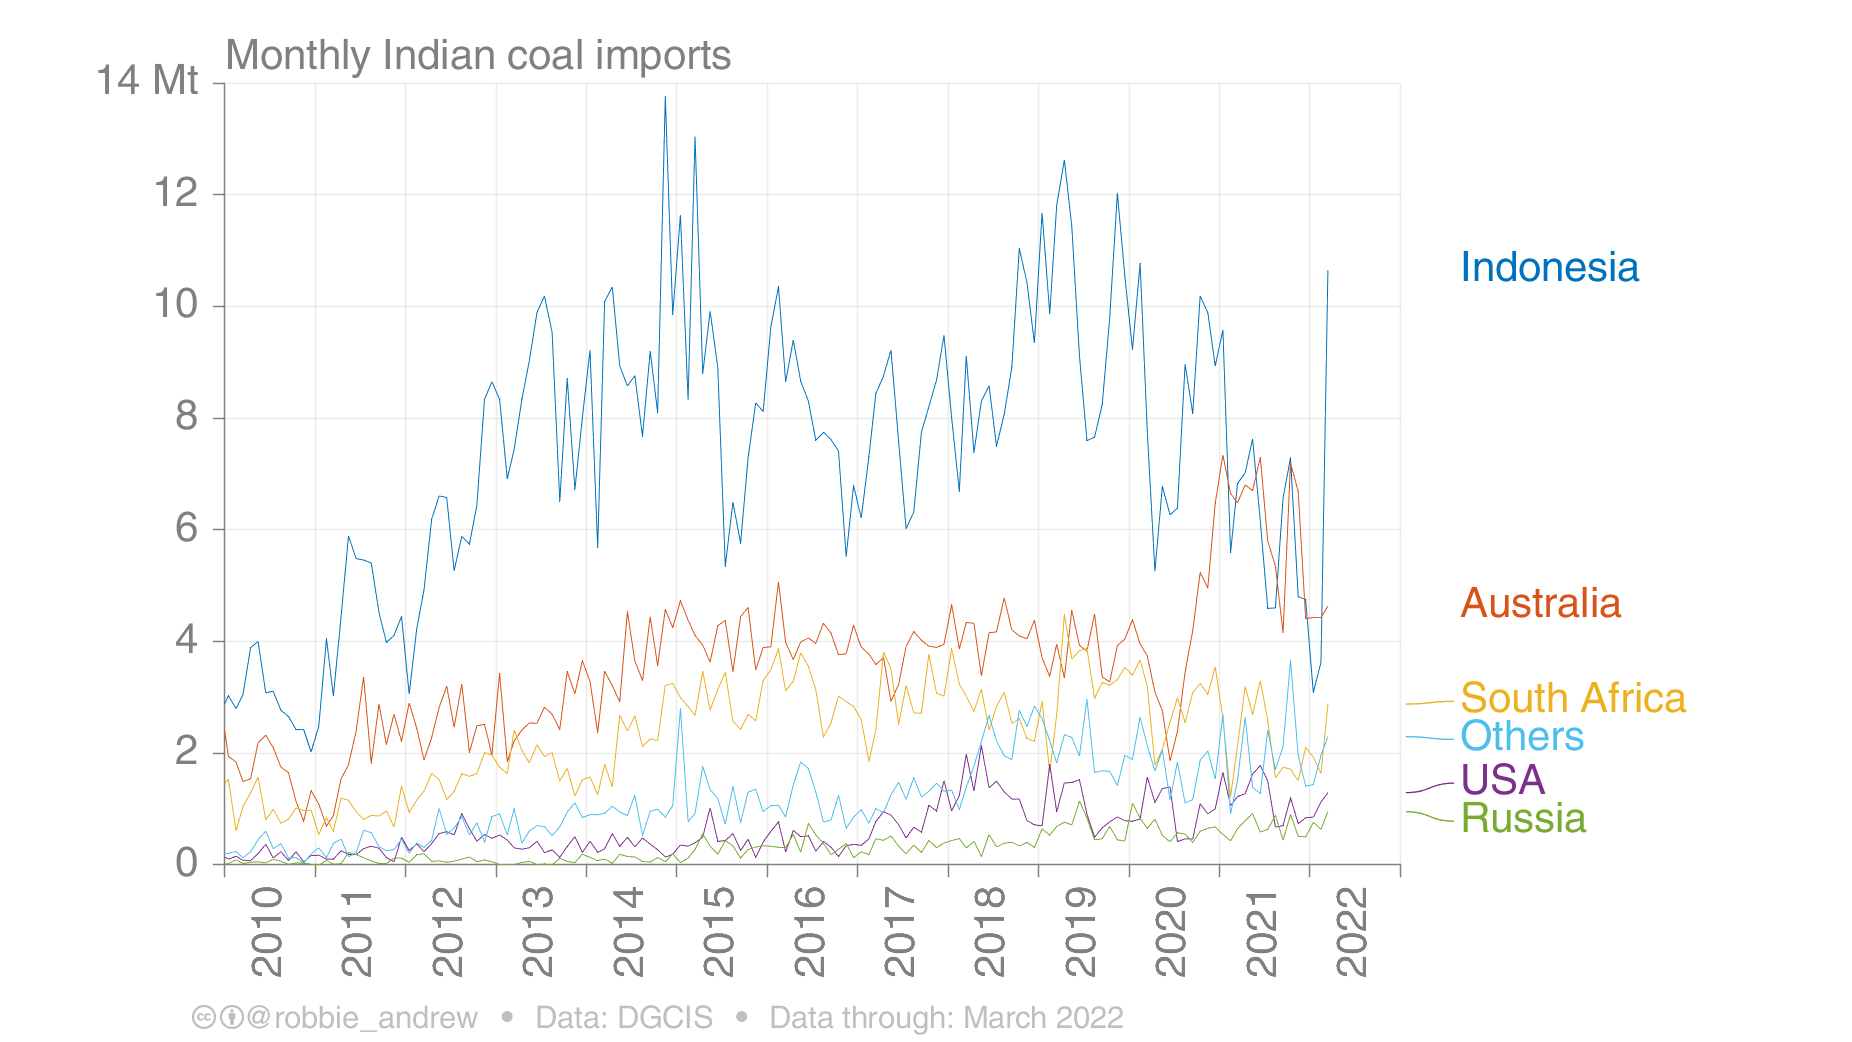 Monthly Indian coal imports
14 Mt
12
10
8
6
4
2
0
Indonesia
Australia
South Africa
Others
USA
Russia
2010
2011
2012
2013
2014
2015
2016
2017
2018
2019
2020
2021
2022
cc @robbie_andrew • Data: DGCIS • Data through: March 2022